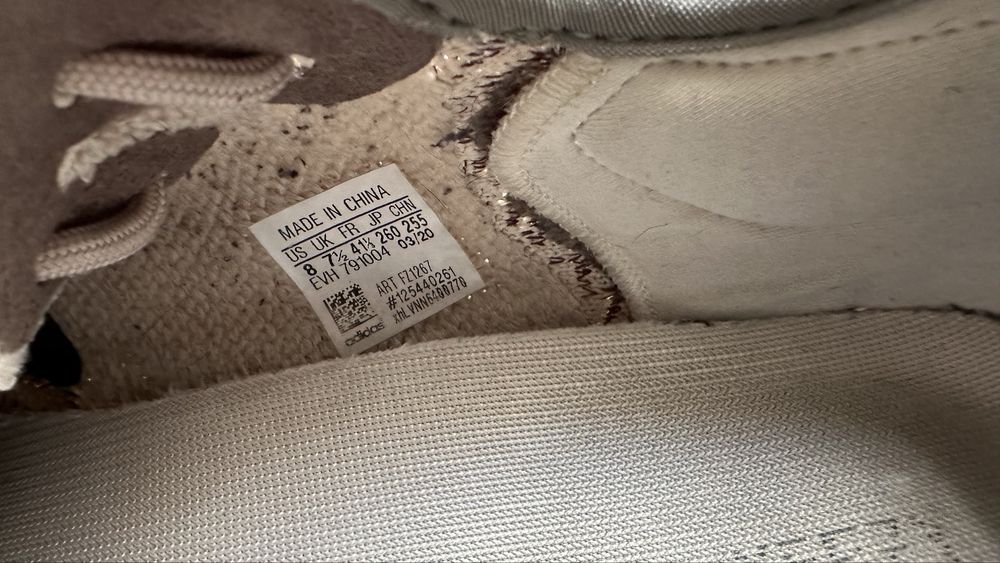 MADE IN CHINA
US UK FR JP CHN
8 7½ 41⅓ 260 255
EVH 791004 03/20
ART FZ1267
#125440261
xhLVNN6400770
adidas